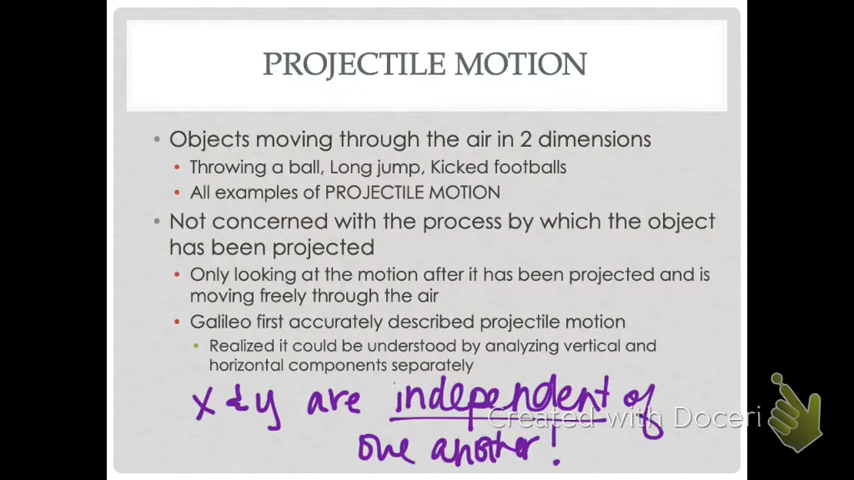 PROJECTILE MOTION
• Objects moving through the air in 2 dimensions
• Throwing a ball, Long jump, Kicked footballs
• All examples of PROJECTILE MOTION
• Not concerned with the process by which the object
has been projected
• Only looking at the motion after it has been projected and is
moving freely through the air
• Galileo first accurately described projectile motion
• Realized it could be understood by analyzing vertical and
horizontal components separately
x & y are independent of
Created with Doceri
one another!